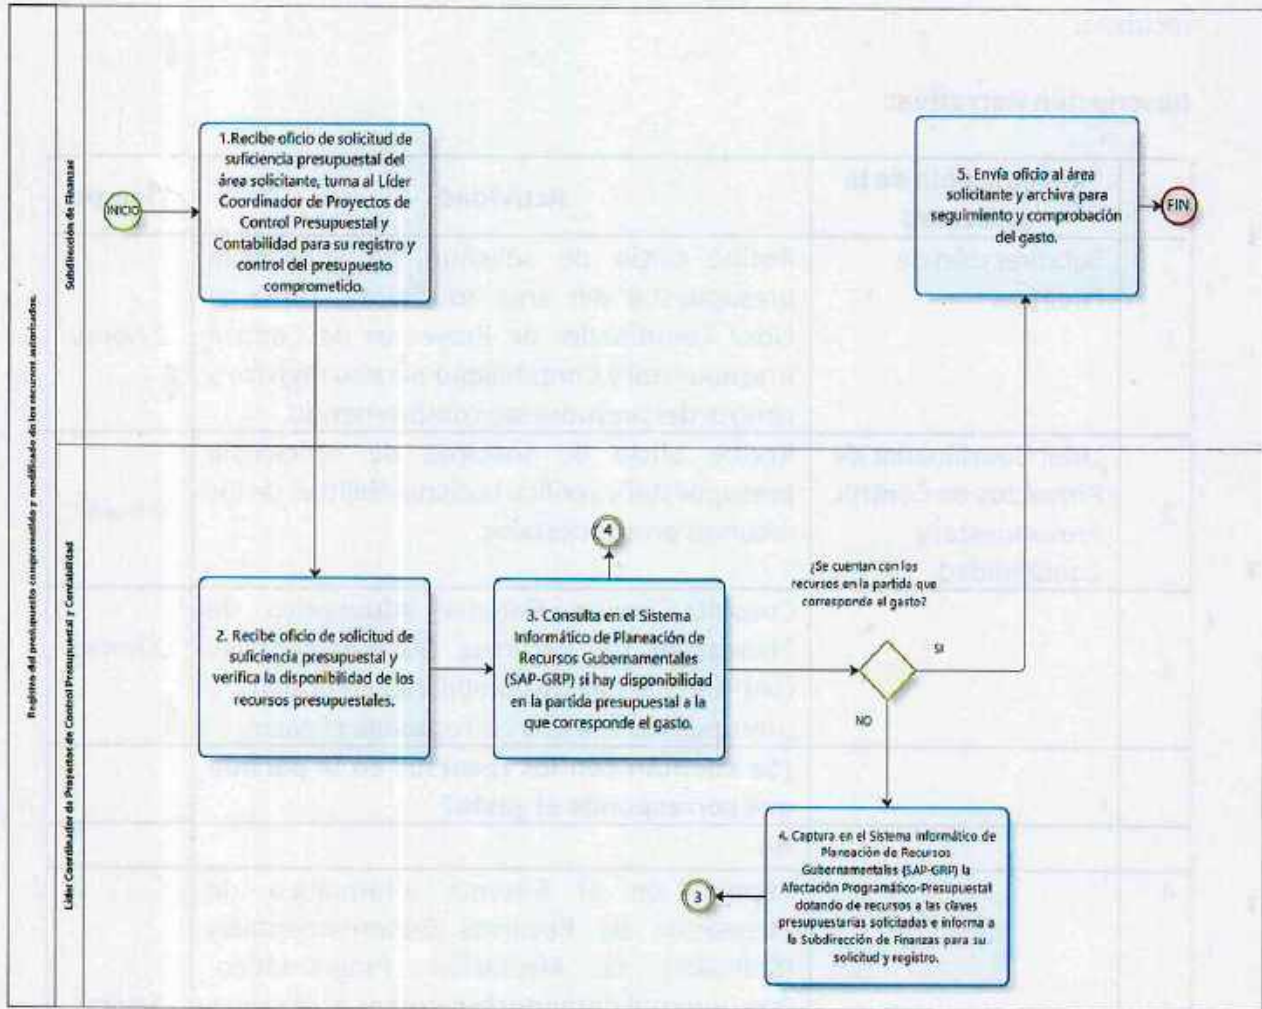 Registro del presupuesto comprometido y modificado de los recursos autorizados.
Subdirección de Finanzas
INICIO
1.Recibe oficio de solicitud de
suficiencia presupuestal del
área solicitante, turna al Líder
Coordinador de Proyectos de
Control Presupuestal y
Contabilidad para su registro y
control del presupuesto
comprometido.
5. Envía oficio al área
solicitante y archiva para
seguimiento y comprobación
del gasto.
FIN
Líder Coordinador de Proyectos de Control Presupuestal y Contabilidad
2. Recibe oficio de solicitud de
suficiencia presupuestal y
verifica la disponibilidad de los
recursos presupuestales.
4
3. Consulta en el Sistema
Informático de Planeación de
Recursos Gubernamentales
(SAP-GRP) si hay disponibilidad
en la partida presupuestal a la
que corresponde el gasto.
¿Se cuentan con los
recursos en la partida que
corresponde el gasto?
SI
NO
4. Captura en el Sistema Informático de
Planeación de Recursos
Gubernamentales (SAP-GRP) la
Afectación Programático-Presupuestal
dotando de recursos a las claves
presupuestarias solicitadas e informa a
la Subdirección de Finanzas para su
solicitud y registro.
3